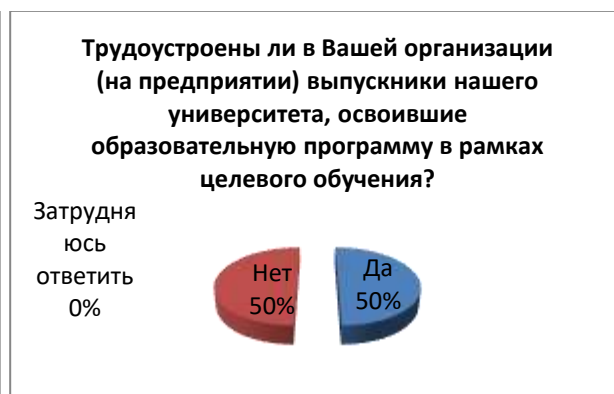 Трудоустроены ли в Вашей организации
(на предприятии) выпускники нашего
университета, освоившие
образовательную программу в рамках
целевого обучения?
Затрудня
юсь
ответить
0%
Нет
50%
Да
50%